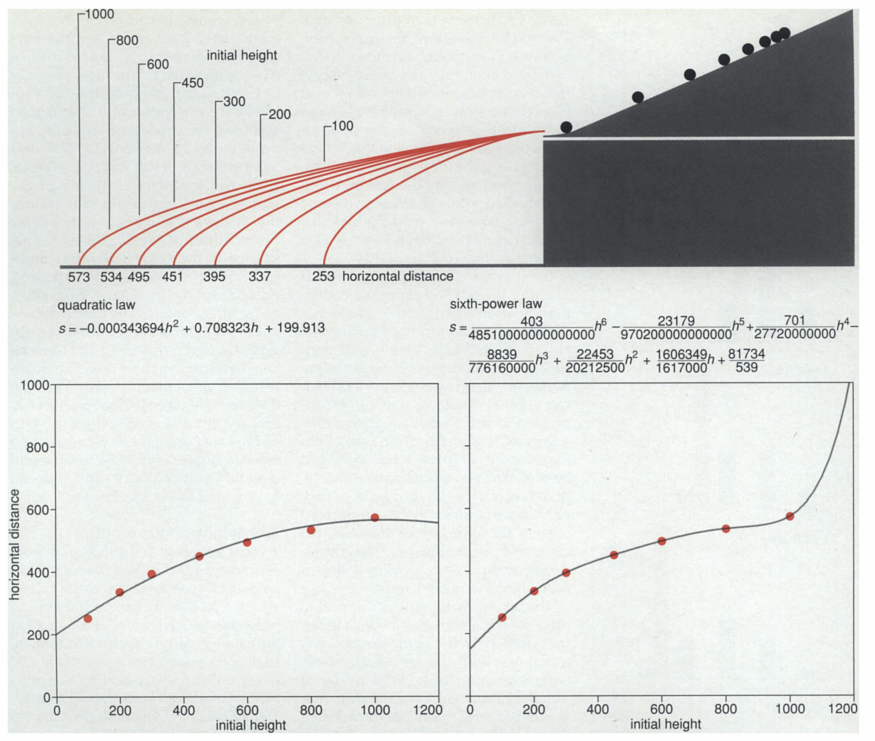 1000
800
600
450
300
200
100
initial height
573 534 495 451 395 337 253 horizontal distance
quadratic law
s = −0.000343694h² + 0.708323h + 199.913
sixth-power law
s = 403/48510000000000000 h⁶ − 23179/970200000000000 h⁵ + 701/27720000000 h⁴ −
8839/776160000 h³ + 22453/20212500 h² + 1606349/1617000 h + 81734/539
1000
800
600
400
200
0
horizontal distance
0 200 400 600 800 1000 1200
initial height
0 200 400 600 800 1000 1200
initial height